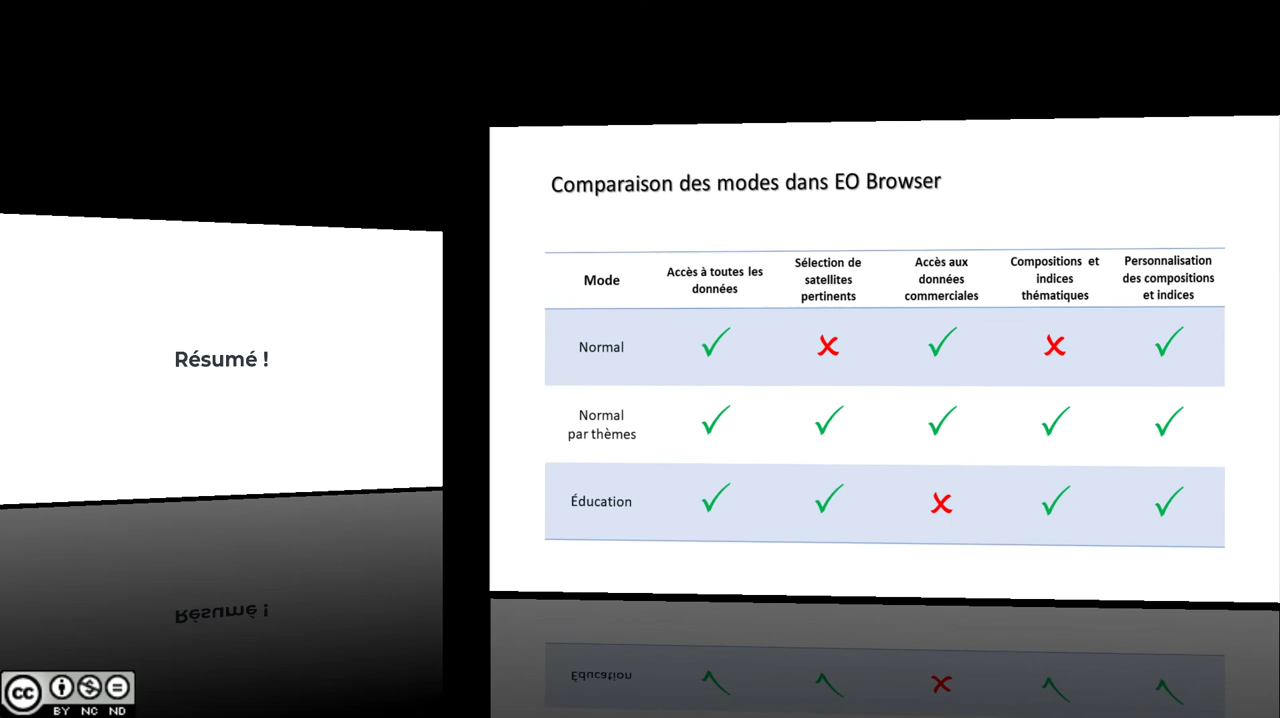 Résumé !
Comparaison des modes dans EO Browser
Mode
Accès à toutes les
données
Sélection de
satellites
pertinents
Accès aux
données
commerciales
Compositions et
indices
thématiques
Personnalisation
des compositions
et indices
Normal
Normal
par thèmes
Éducation
Résumé !
Éducation
cc
BY NC ND